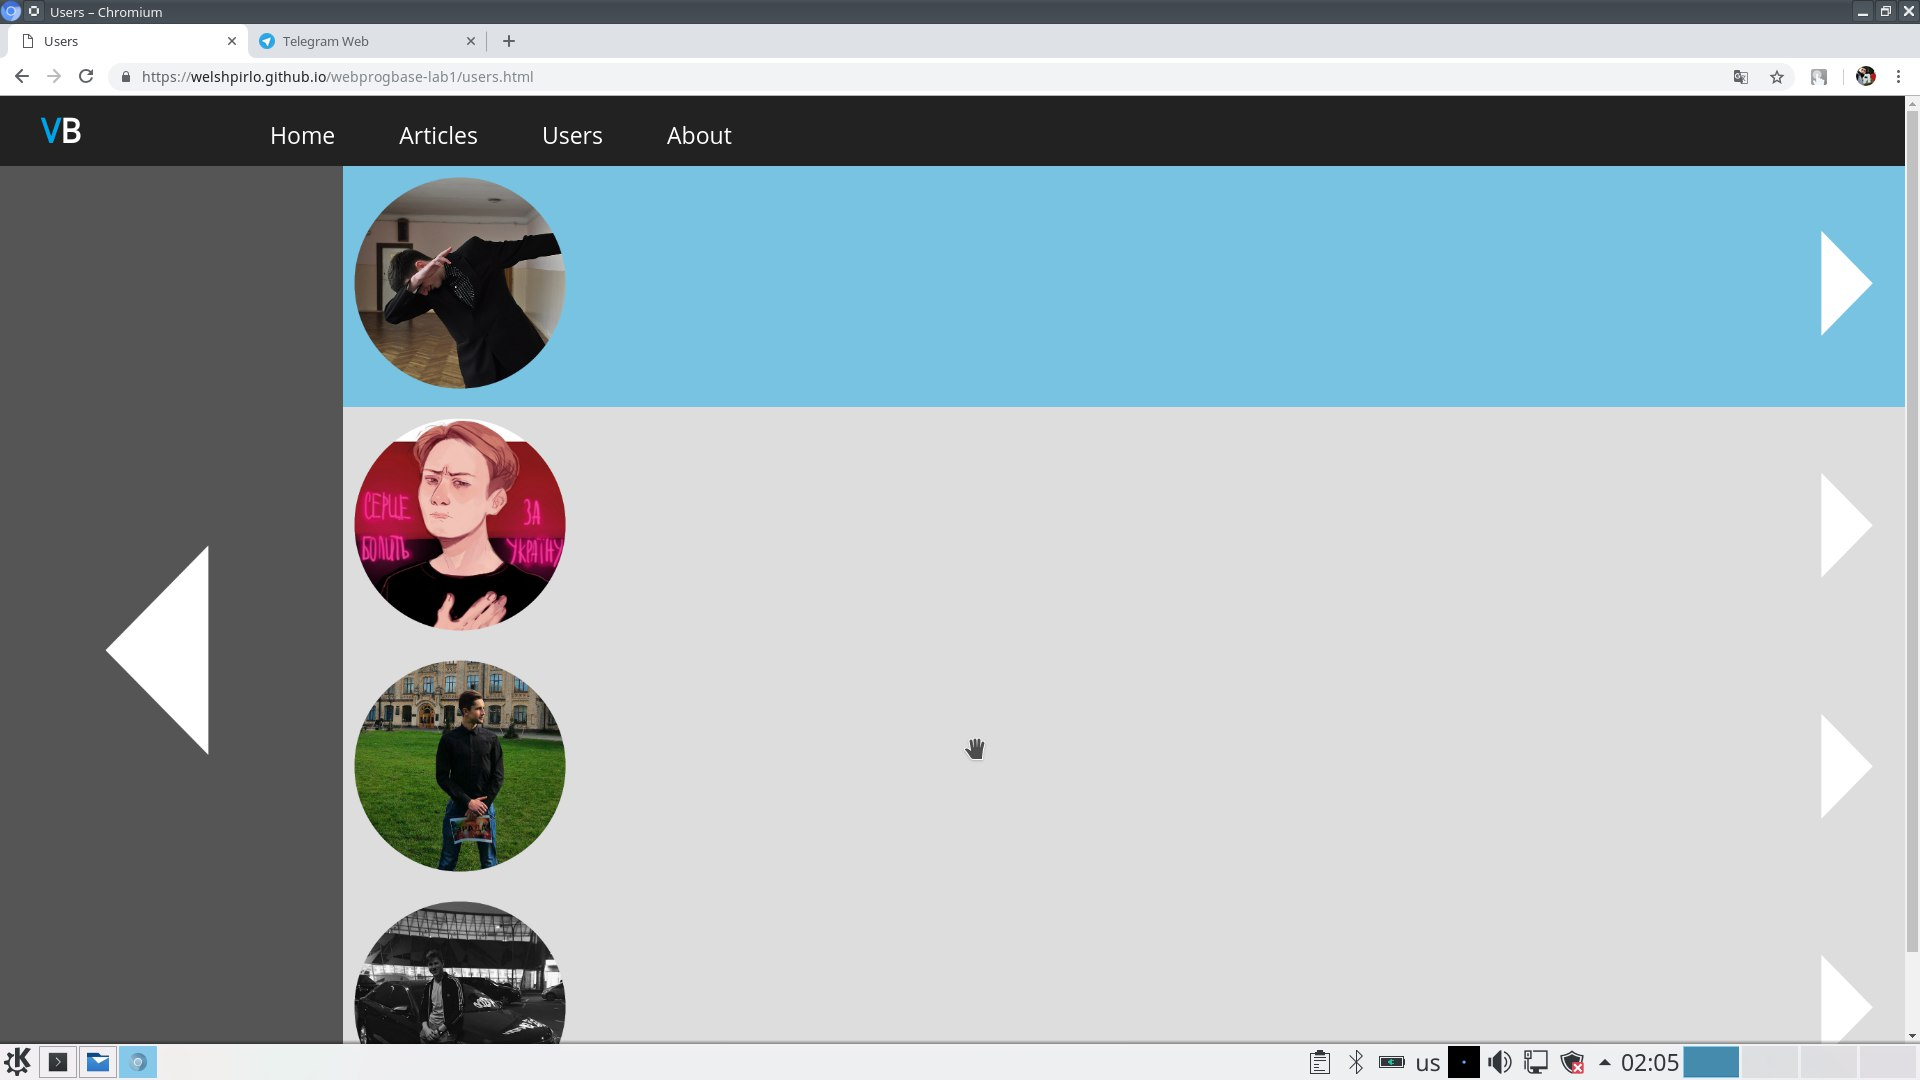 Users – Chromium
Users
Telegram Web
https://welshpirlo.github.io/webprogbase-lab1/users.html
VB
Home
Articles
Users
About
СЕРЦЕ
ЗА
БОЛИТЬ
УКРАЇНУ
us
02:05